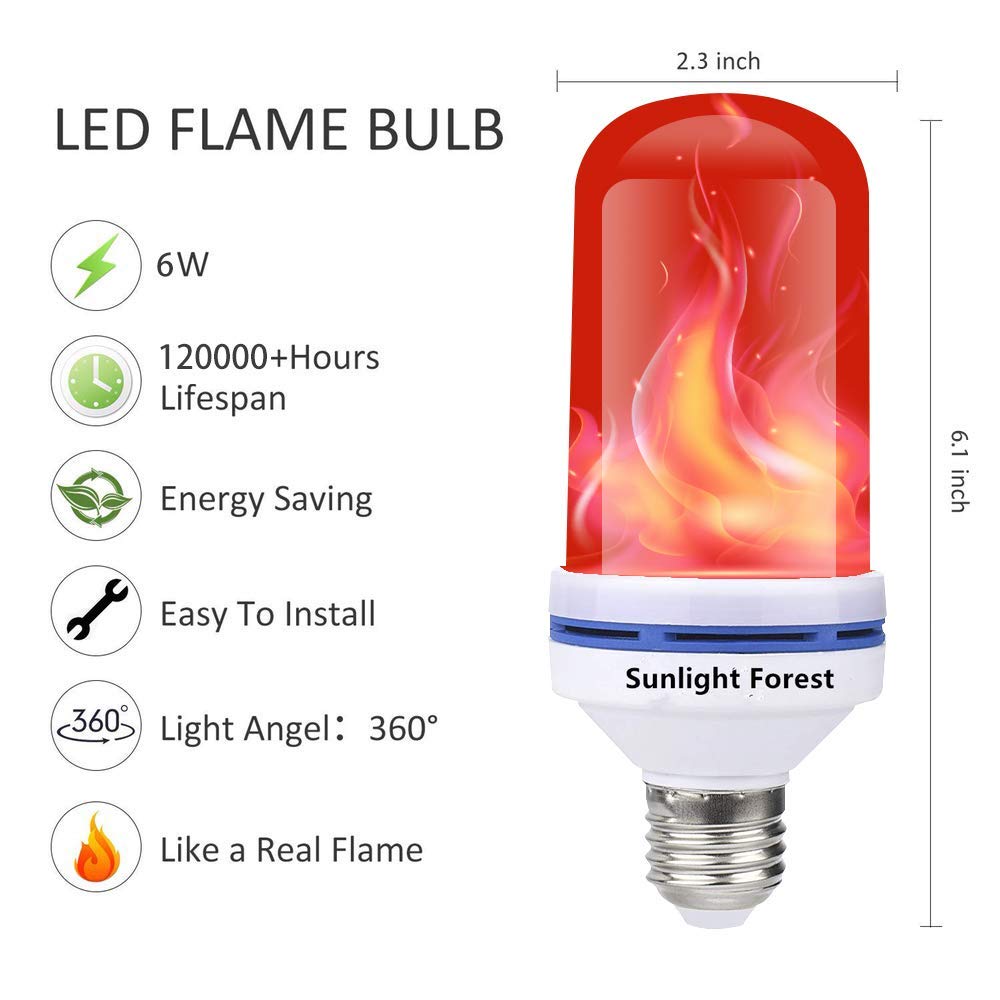 2.3 inch
LED FLAME BULB
6W
120000+Hours
Lifespan
Energy Saving
Easy To Install
360°
Light Angel：360°
Like a Real Flame
6.1 inch
Sunlight Forest